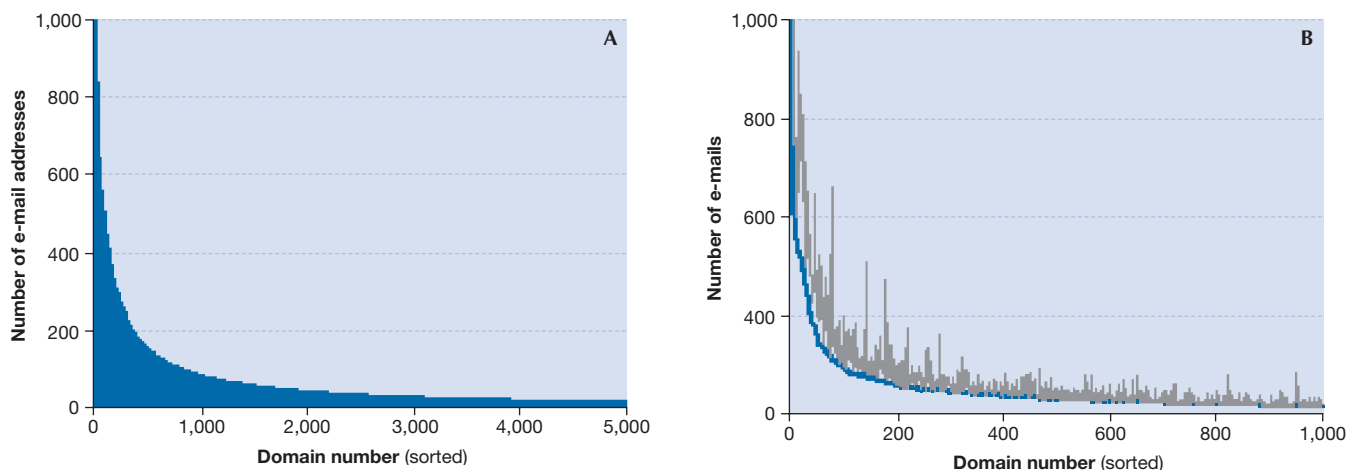 A
1,000
800
600
400
200
0
Number of e-mail addresses
0 1,000 2,000 3,000 4,000 5,000
Domain number (sorted)
B
1,000
800
600
400
200
0
Number of e-mails
0 200 400 600 800 1,000
Domain number (sorted)